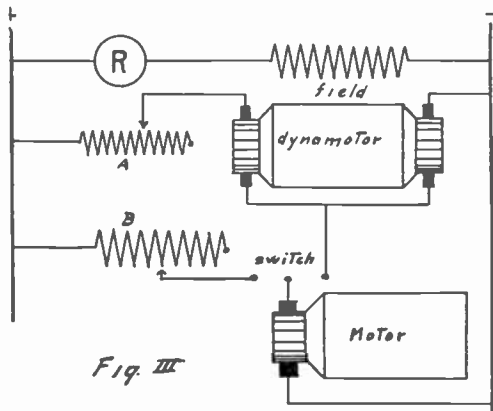 + -
R
field
dynamotor
A
B
switch
Motor
Fig. III